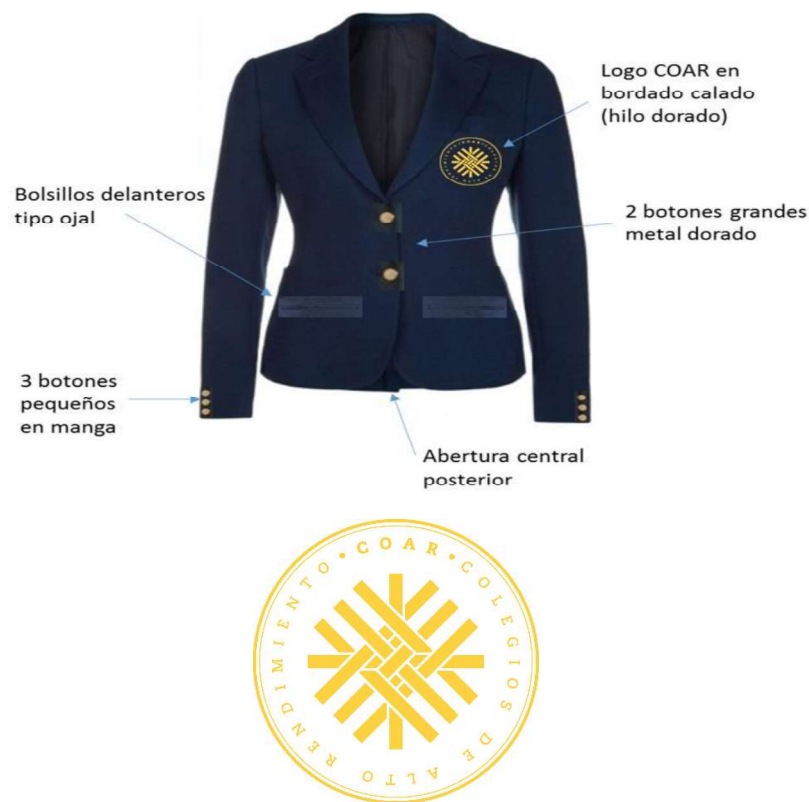 Logo COAR en
bordado calado
(hilo dorado)
Bolsillos delanteros
tipo ojal
2 botones grandes
metal dorado
3 botones
pequeños
en manga
Abertura central
posterior
• COAR • COLEGIOS DE ALTO RENDIMIENTO